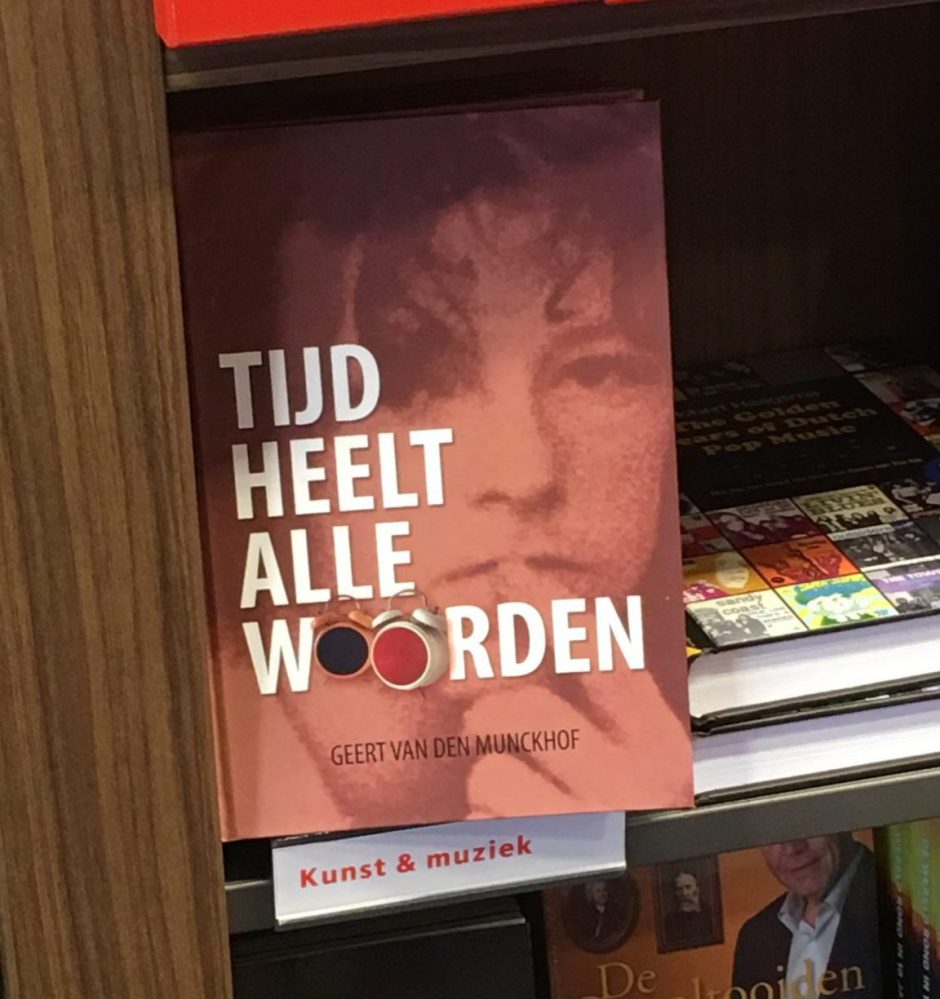 TIJD
HEELT
ALLE
WOORDEN
GEERT VAN DEN MUNCKHOF
Kunst & muziek
The Golden
Years of Dutch
Pop Music
sandy
coast
De